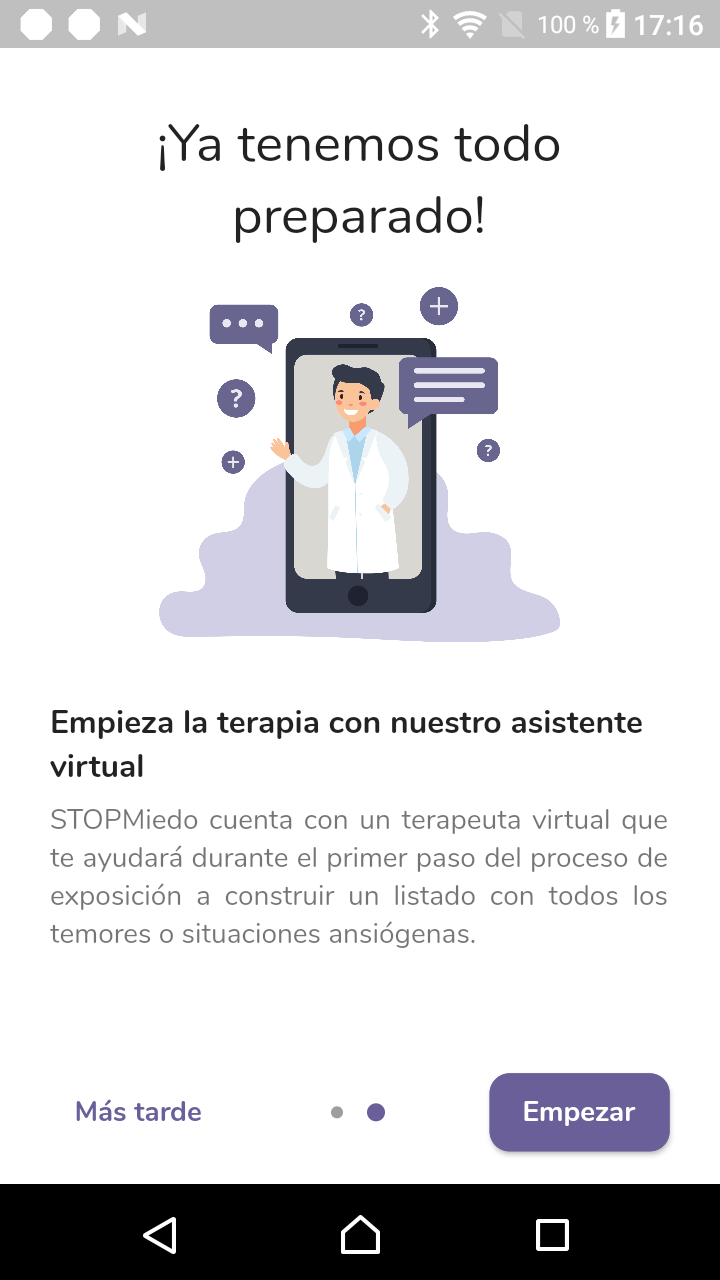 100 % 17:16
¡Ya tenemos todo
preparado!
?
?
?
Empieza la terapia con nuestro asistente
virtual
STOPMiedo cuenta con un terapeuta virtual que
te ayudará durante el primer paso del proceso de
exposición a construir un listado con todos los
temores o situaciones ansiógenas.
Más tarde
Empezar